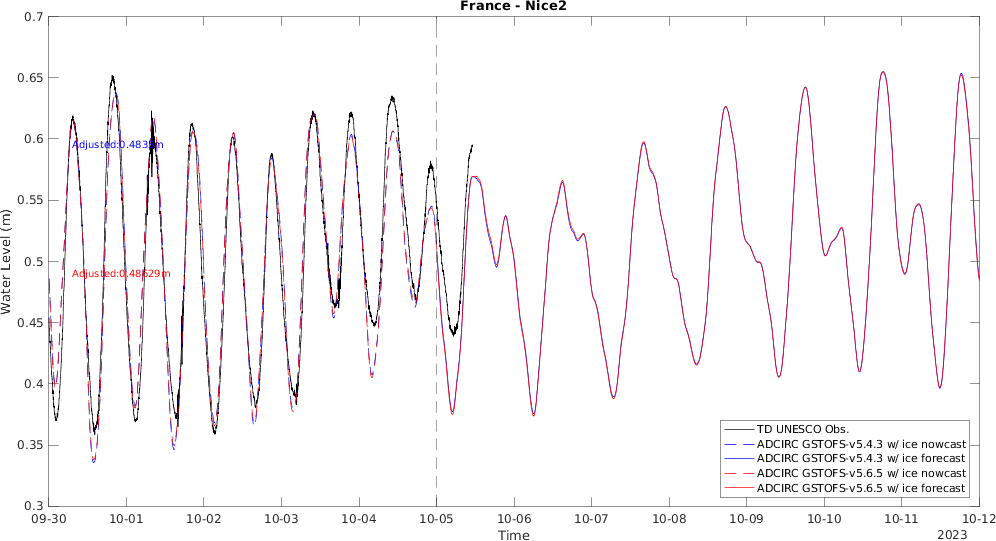 France - Nice2
0.7
0.65
0.6
0.55
0.5
0.45
0.4
0.35
0.3
Water Level (m)
Adjusted:0.48629m
TD UNESCO Obs.
ADCIRC GSTOFS-v5.4.3 w/ ice nowcast
ADCIRC GSTOFS-v5.4.3 w/ ice forecast
ADCIRC GSTOFS-v5.6.5 w/ ice nowcast
ADCIRC GSTOFS-v5.6.5 w/ ice forecast
09-30 10-01 10-02 10-03 10-04 10-05 10-06 10-07 10-08 10-09 10-10 10-11 10-12
Time
2023